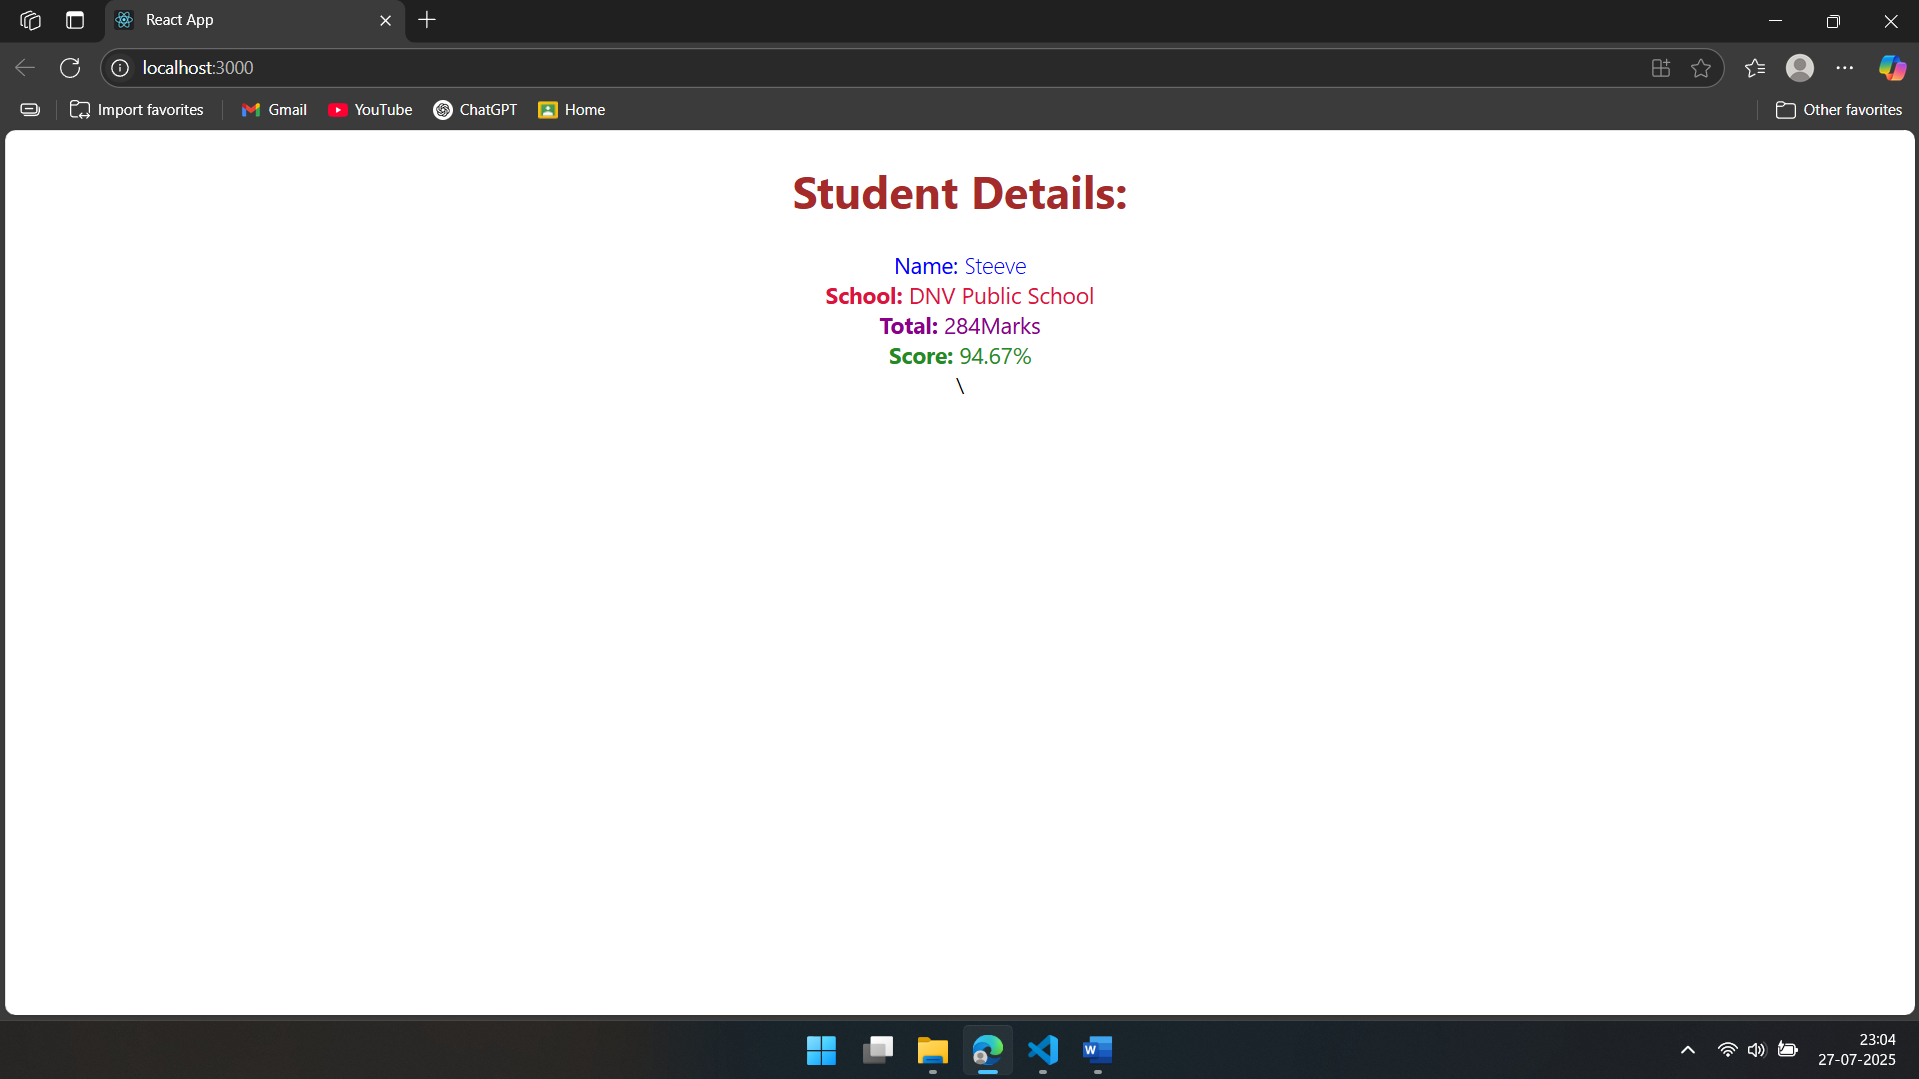 React App
localhost:3000
Import favorites Gmail YouTube ChatGPT Home Other favorites
Student Details:
Name: Steeve
School: DNV Public School
Total: 284Marks
Score: 94.67%
\
23:04
27-07-2025